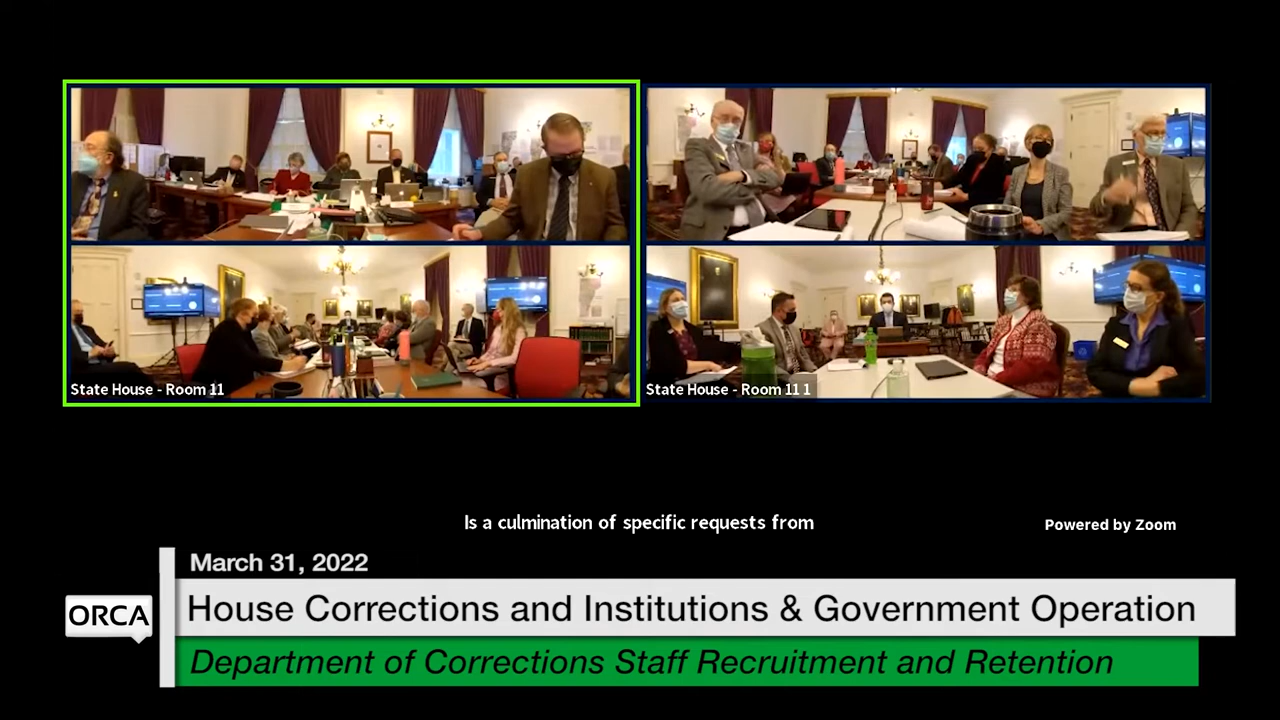 State House - Room 11
State House - Room 11 1
Is a culmination of specific requests from
Powered by Zoom
March 31, 2022
ORCA
House Corrections and Institutions & Government Operation
Department of Corrections Staff Recruitment and Retention